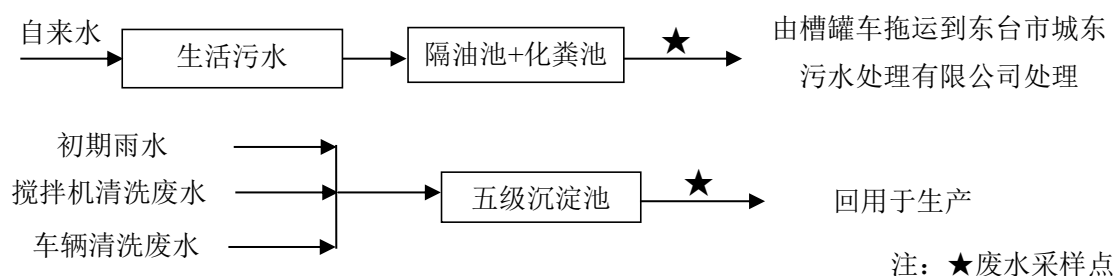 自来水
生活污水
隔油池+化粪池
★
由槽罐车拖运到东台市城东
污水处理有限公司处理
初期雨水
搅拌机清洗废水
车辆清洗废水
五级沉淀池
★
回用于生产
注：★废水采样点